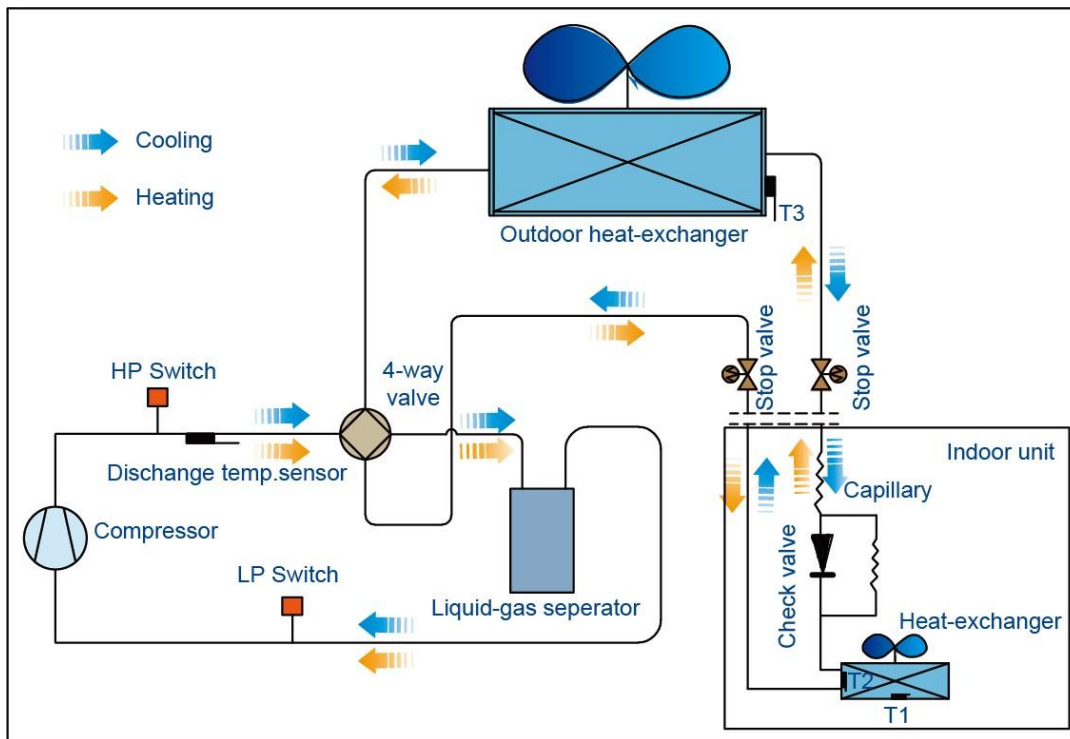 Cooling
Heating
T3
Outdoor heat-exchanger
HP Switch
4-way
valve
Stop valve
Stop valve
Dischange temp.sensor
Indoor unit
Capillary
Compressor
LP Switch
Liquid-gas seperator
Check valve
Heat-exchanger
T2
T1